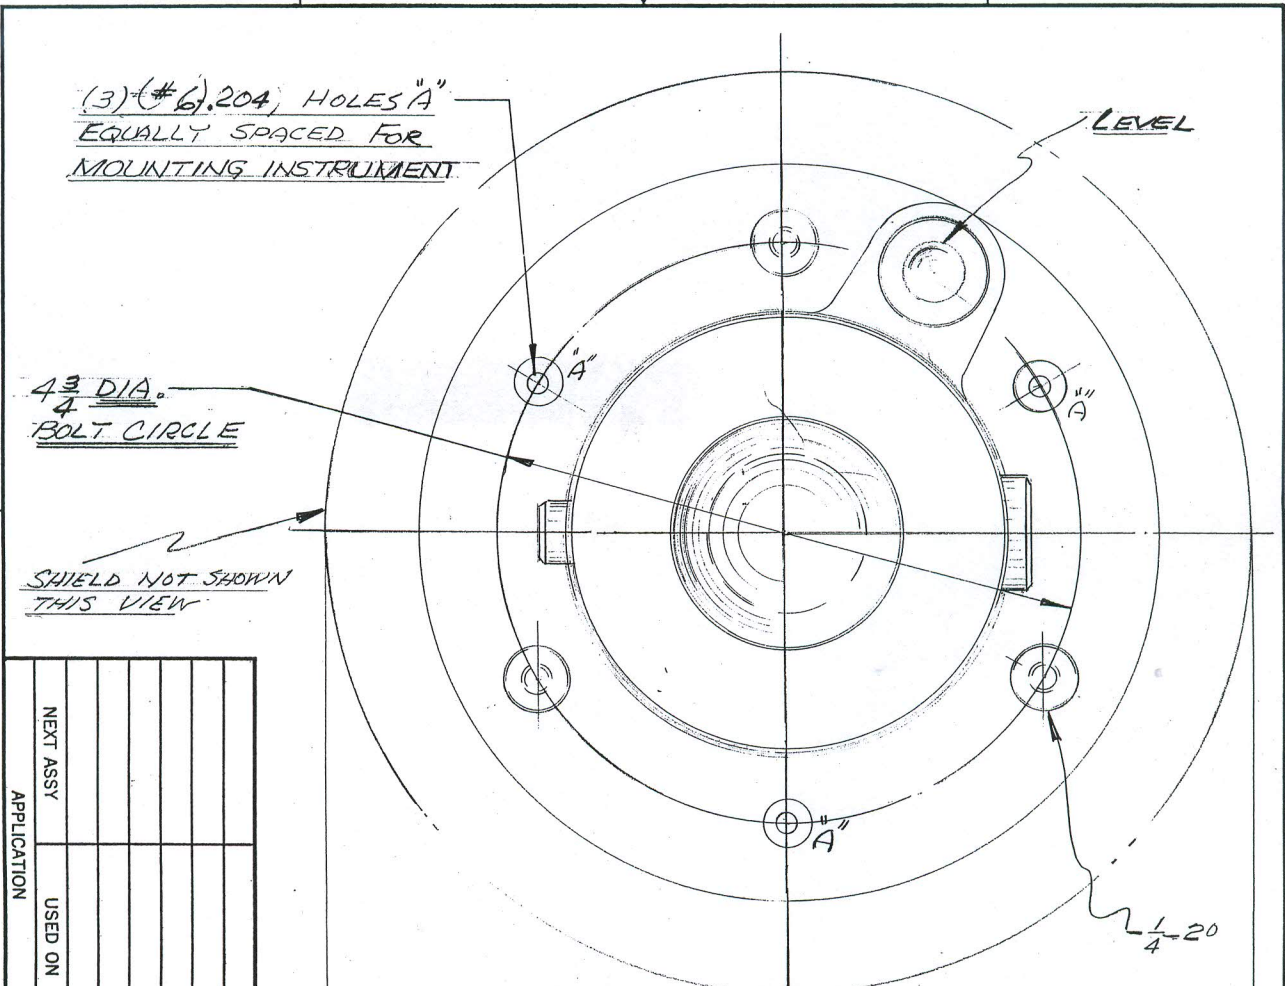 (3) (#6).204, HOLES "A"
EQUALLY SPACED FOR
MOUNTING INSTRUMENT
LEVEL
"A"
"A"
4 3/4 DIA.
BOLT CIRCLE
SHIELD NOT SHOWN
THIS VIEW
"A"
1/4-20
NEXT ASSY
USED ON
APPLICATION